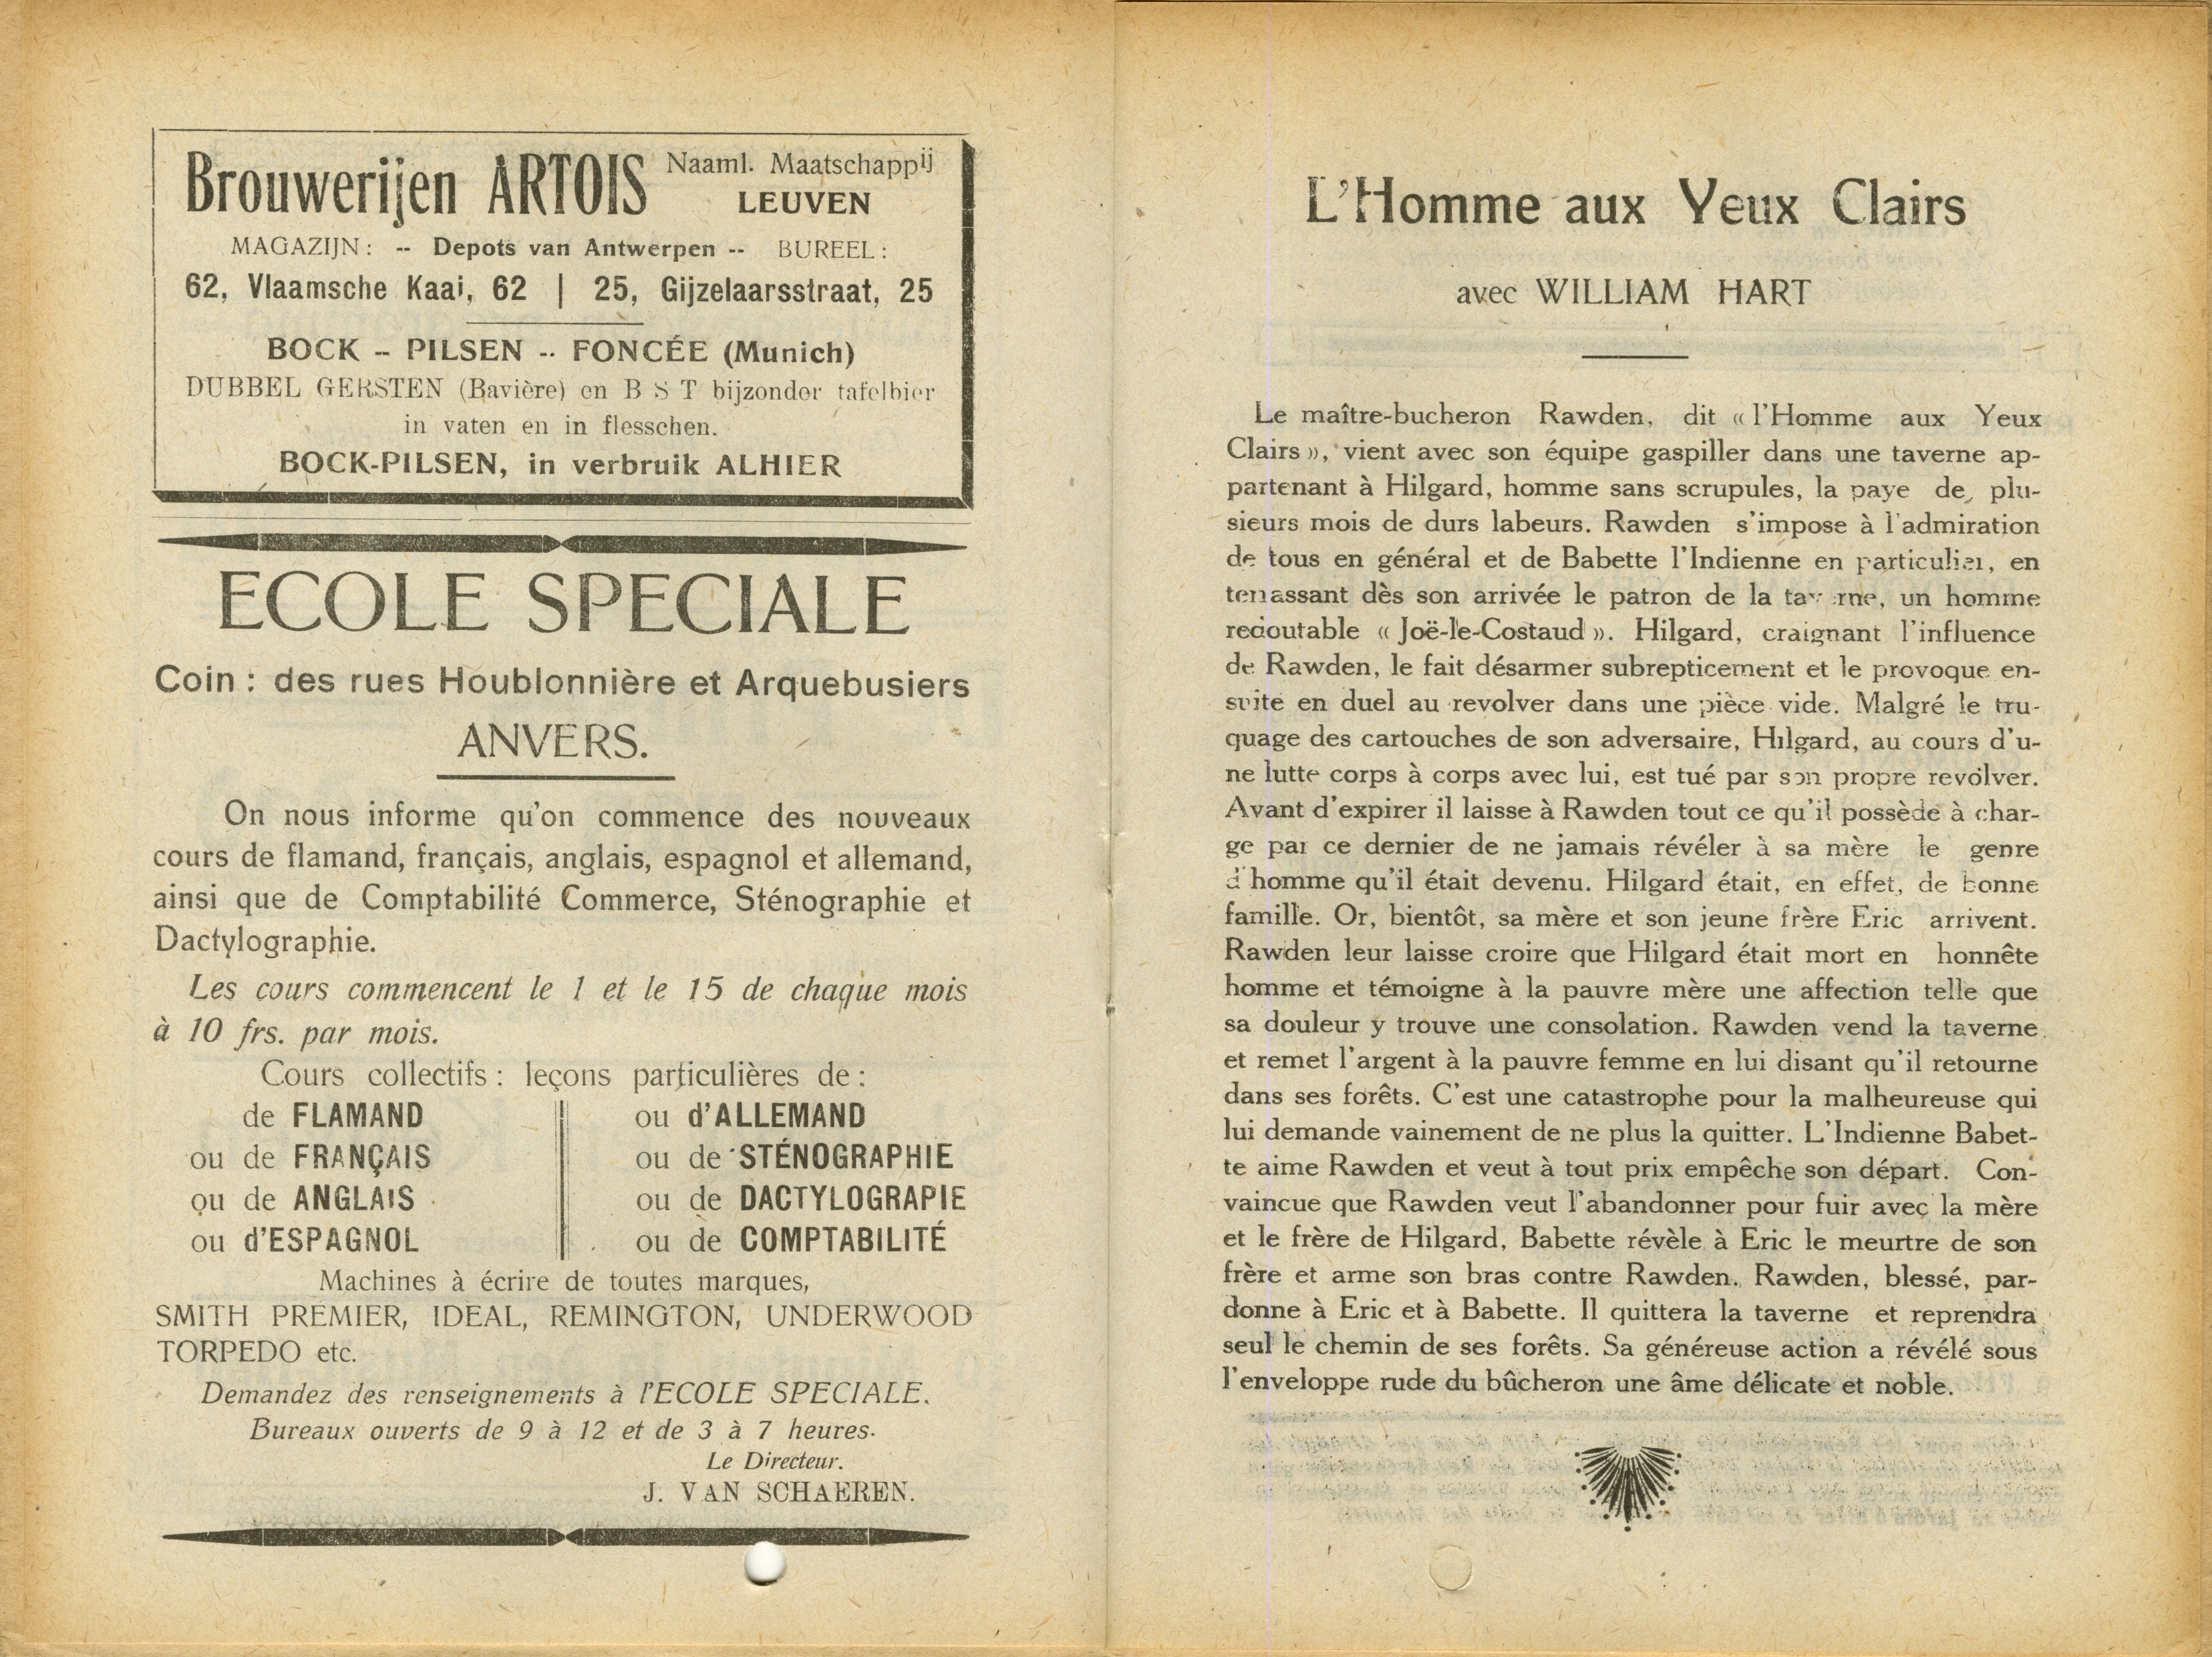 Brouwerijen ARTOIS Naaml. Maatschappij
LEUVEN
MAGAZIJN: -- Depots van Antwerpen -- BUREEL:
62, Vlaamsche Kaai, 62 | 25, Gijzelaarsstraat, 25
BOCK -- PILSEN -- FONCÉE (Munich)
DUBBEL GERSTEN (Bavière) en B S T bijzonder tafelbier
in vaten en in flesschen.
BOCK-PILSEN, in verbruik ALHIER
ECOLE SPECIALE
Coin : des rues Houblonnière et Arquebusiers
ANVERS.
On nous informe qu'on commence des nouveaux
cours de flamand, français, anglais, espagnol et allemand,
ainsi que de Comptabilité Commerce, Sténographie et
Dactylographie.
Les cours commencent le 1 et le 15 de chaque mois
à 10 frs. par mois.
Cours collectifs : leçons particulières de :
de FLAMAND
ou de FRANÇAIS
ou de ANGLAIS
ou d'ESPAGNOL
ou d'ALLEMAND
ou de STÉNOGRAPHIE
ou de DACTYLOGRAPIE
ou de COMPTABILITÉ
Machines à écrire de toutes marques,
SMITH PREMIER, IDEAL, REMINGTON, UNDERWOOD
TORPEDO etc.
Demandez des renseignements à l'ECOLE SPECIALE.
Bureaux ouverts de 9 à 12 et de 3 à 7 heures.
Le Directeur.
J. VAN SCHAEREN.
L'Homme aux Yeux Clairs
avec WILLIAM HART
Le maître-bucheron Rawden, dit « l'Homme aux Yeux
Clairs », vient avec son équipe gaspiller dans une taverne ap-
partenant à Hilgard, homme sans scrupules, la paye de plu-
sieurs mois de durs labeurs. Rawden s'impose à l'admiration
de tous en général et de Babette l'Indienne en particulier, en
terrassant dès son arrivée le patron de la taverne, un homme
redoutable « Joë-le-Costaud ». Hilgard, craignant l'influence
de Rawden, le fait désarmer subrepticement et le provoque en-
suite en duel au revolver dans une pièce vide. Malgré le tru-
quage des cartouches de son adversaire, Hilgard, au cours d'u-
ne lutte corps à corps avec lui, est tué par son propre revolver.
Avant d'expirer il laisse à Rawden tout ce qu'il possède à char-
ge par ce dernier de ne jamais révéler à sa mère le genre
d'homme qu'il était devenu. Hilgard était, en effet, de bonne
famille. Or, bientôt, sa mère et son jeune frère Eric arrivent.
Rawden leur laisse croire que Hilgard était mort en honnête
homme et témoigne à la pauvre mère une affection telle que
sa douleur y trouve une consolation. Rawden vend la taverne
et remet l'argent à la pauvre femme en lui disant qu'il retourne
dans ses forêts. C'est une catastrophe pour la malheureuse qui
lui demande vainement de ne plus la quitter. L'Indienne Babet-
te aime Rawden et veut à tout prix empêche son départ. Con-
vaincue que Rawden veut l'abandonner pour fuir avec la mère
et le frère de Hilgard, Babette révèle à Eric le meurtre de son
frère et arme son bras contre Rawden. Rawden, blessé, par-
donne à Eric et à Babette. Il quittera la taverne et reprendra
seul le chemin de ses forêts. Sa généreuse action a révélé sous
l'enveloppe rude du bûcheron une âme délicate et noble.